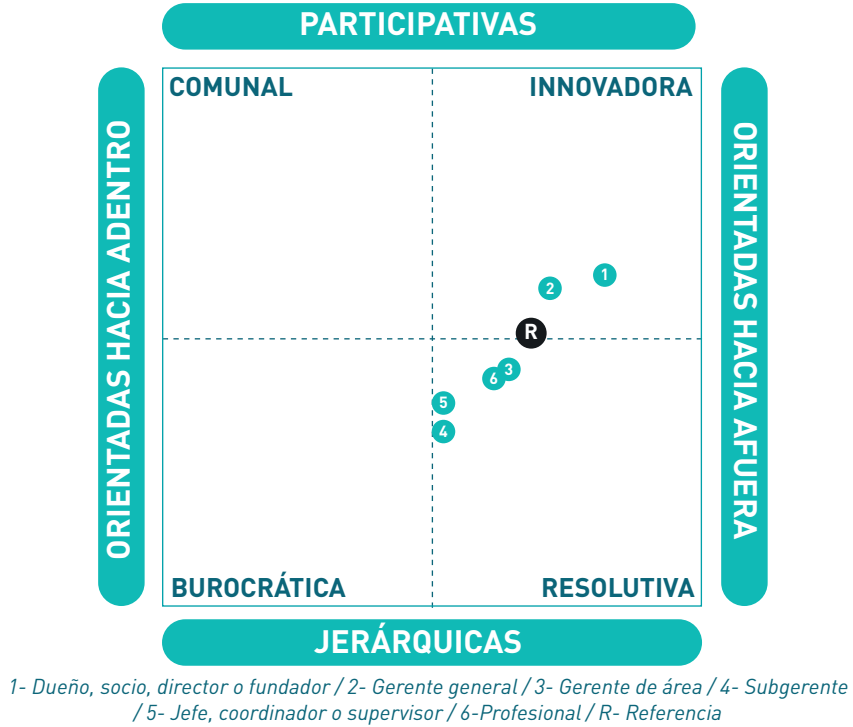 PARTICIPATIVAS
COMUNAL
INNOVADORA
ORIENTADAS HACIA ADENTRO
ORIENTADAS HACIA AFUERA
1
2
R
3
6
5
4
BUROCRÁTICA
RESOLUTIVA
JERÁRQUICAS
1- Dueño, socio, director o fundador / 2- Gerente general / 3- Gerente de área / 4- Subgerente
/ 5- Jefe, coordinador o supervisor / 6-Profesional / R- Referencia